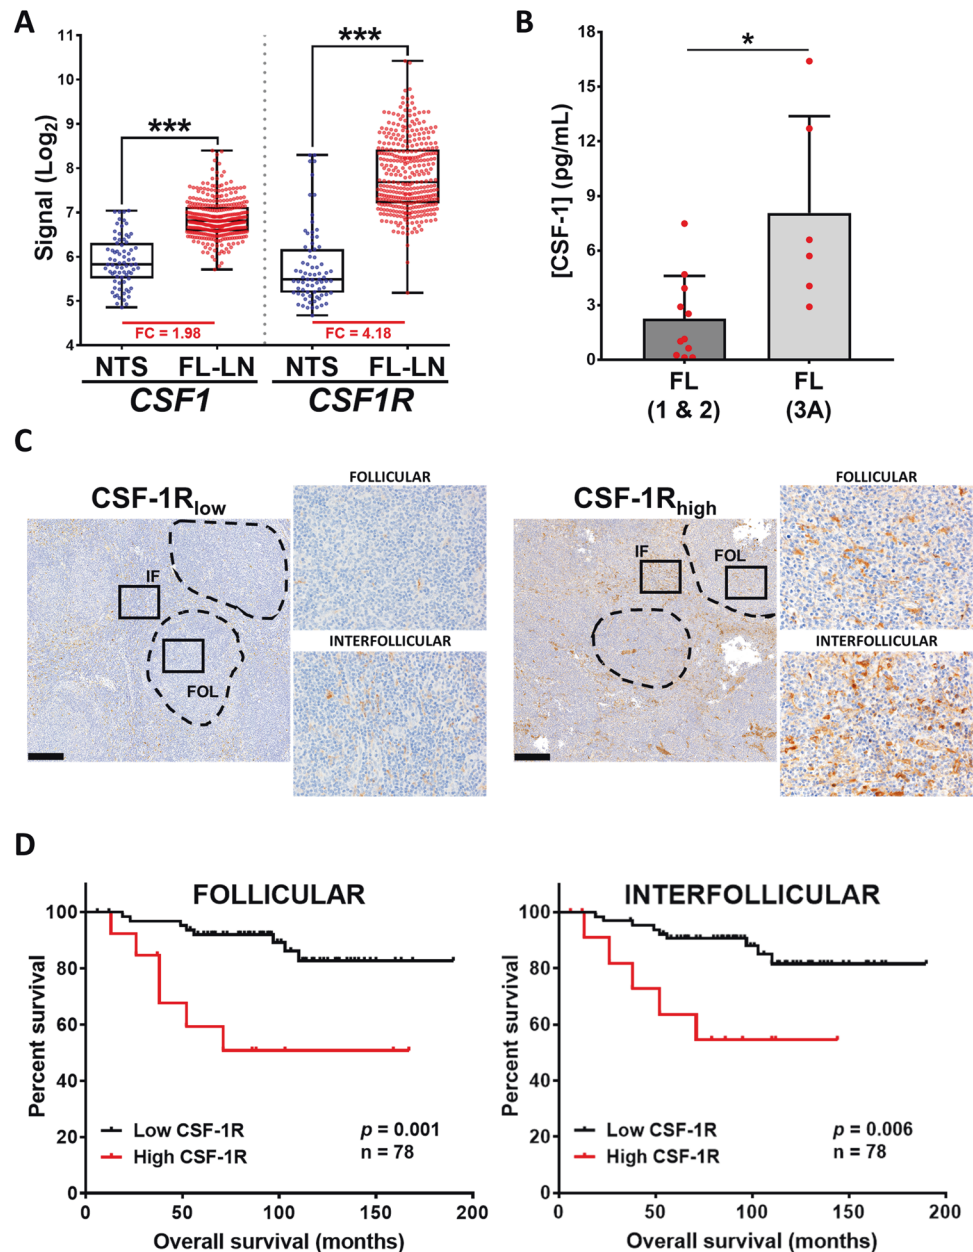 A
11
10
9
8
7
6
5
4
Signal (Log2)
***
***
FC = 1.98
FC = 4.18
NTS
FL-LN
NTS
FL-LN
CSF1
CSF1R
B
18
15
12
9
6
3
0
[CSF-1] (pg/mL)
*
FL
(1 & 2)
FL
(3A)
C
CSF-1Rlow
IF
FOL
FOLLICULAR
INTERFOLLICULAR
CSF-1Rhigh
IF
FOL
FOLLICULAR
INTERFOLLICULAR
D
FOLLICULAR
100
80
60
40
20
0
Percent survival
Low CSF-1R
High CSF-1R
p = 0.001
n = 78
0
50
100
150
200
Overall survival (months)
INTERFOLLICULAR
100
80
60
40
20
0
Percent survival
Low CSF-1R
High CSF-1R
p = 0.006
n = 78
0
50
100
150
200
Overall survival (months)